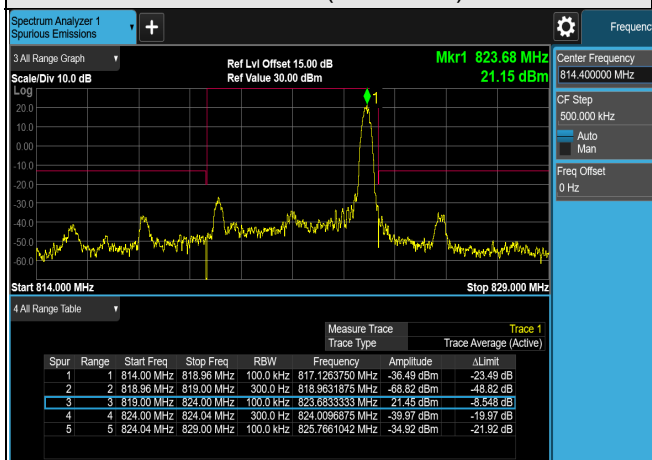 Spectrum Analyzer 1
Spurious Emissions
+
Frequenc
3 All Range Graph
Ref Lvl Offset 15.00 dB
Mkr1 823.68 MHz
Scale/Div 10.0 dB
Ref Value 30.00 dBm
21.15 dBm
Log
1
20.0
10.0
0.00
-10.0
-20.0
-30.0
-40.0
-50.0
-60.0
Start 814.000 MHz
Stop 829.000 MHz
Center Frequency
814.400000 MHz
CF Step
500.000 kHz
Auto
Man
Freq Offset
0 Hz
4 All Range Table
Measure Trace Trace 1
Trace Type Trace Average (Active)
Spur Range Start Freq Stop Freq RBW Frequency Amplitude ΔLimit
1 1 814.00 MHz 818.96 MHz 100.0 kHz 817.1263750 MHz -36.49 dBm -23.49 dB
2 2 818.96 MHz 819.00 MHz 300.0 Hz 818.9631875 MHz -68.82 dBm -48.82 dB
3 3 819.00 MHz 824.00 MHz 100.0 kHz 823.6833333 MHz 21.45 dBm -8.548 dB
4 4 824.00 MHz 824.04 MHz 300.0 Hz 824.0096875 MHz -39.97 dBm -19.97 dB
5 5 824.04 MHz 829.00 MHz 100.0 kHz 825.7661042 MHz -34.92 dBm -21.92 dB